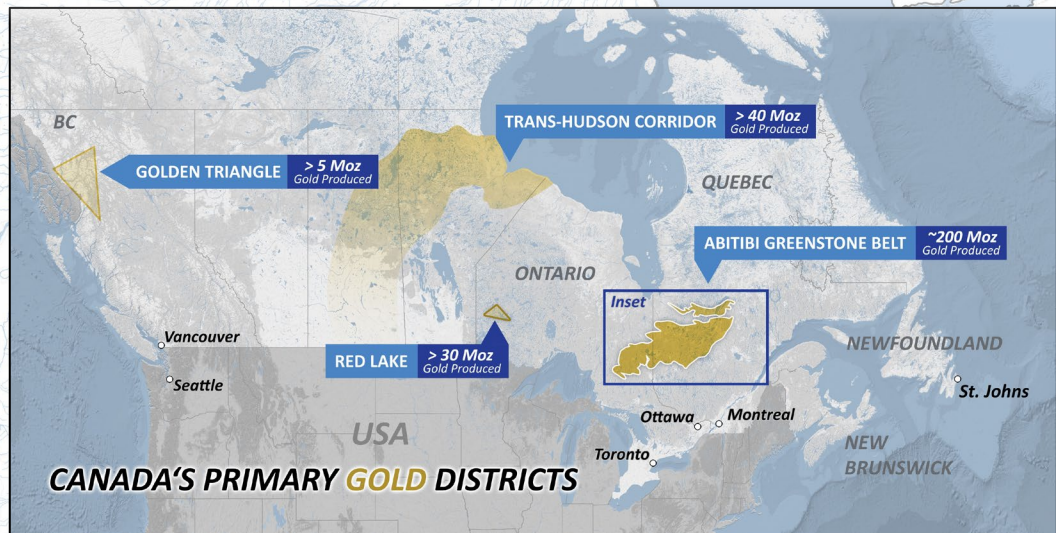 BC
TRANS-HUDSON CORRIDOR
> 40 Moz
Gold Produced
GOLDEN TRIANGLE
> 5 Moz
Gold Produced
QUEBEC
ABITIBI GREENSTONE BELT
~200 Moz
Gold Produced
ONTARIO
Inset
Vancouver
Seattle
RED LAKE
> 30 Moz
Gold Produced
NEWFOUNDLAND
St. Johns
USA
Ottawa
Montreal
Toronto
NEW
BRUNSWICK
CANADA‘S PRIMARY GOLD DISTRICTS